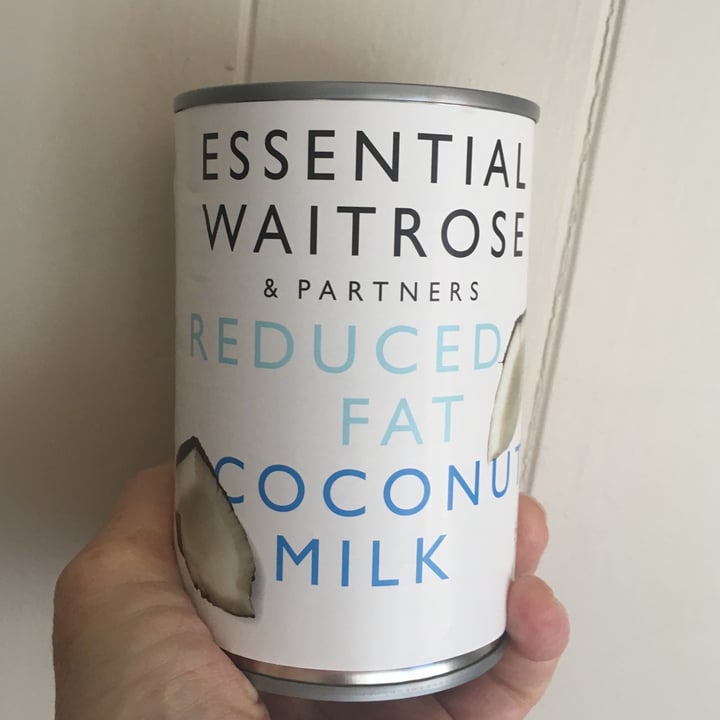 ESSENTIAL
WAITROSE
& PARTNERS
REDUCED
FAT
COCONUT
MILK